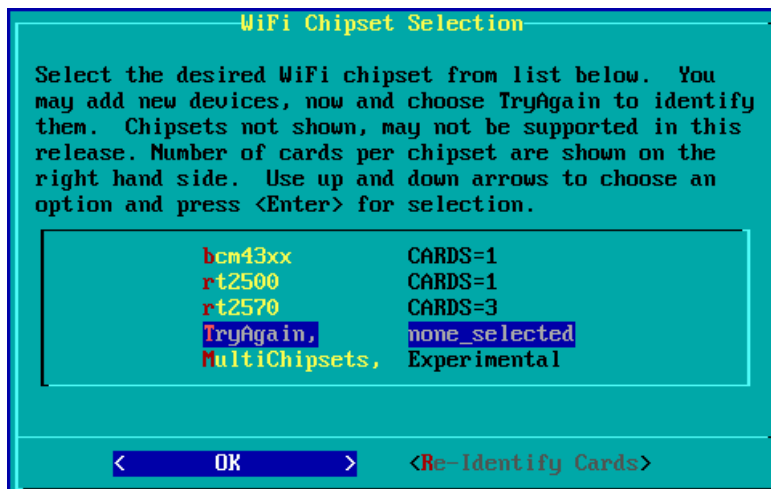 WiFi Chipset Selection
Select the desired WiFi chipset from list below.  You
may add new devices, now and choose TryAgain to identify
them.  Chipsets not shown, may not be supported in this
release. Number of cards per chipset are shown on the
right hand side.  Use up and down arrows to choose an
option and press <Enter> for selection.
bcm43xx CARDS=1
rt2500 CARDS=1
rt2570 CARDS=3
TryAgain, none_selected
MultiChipsets, Experimental
< OK > <Re-Identify Cards>